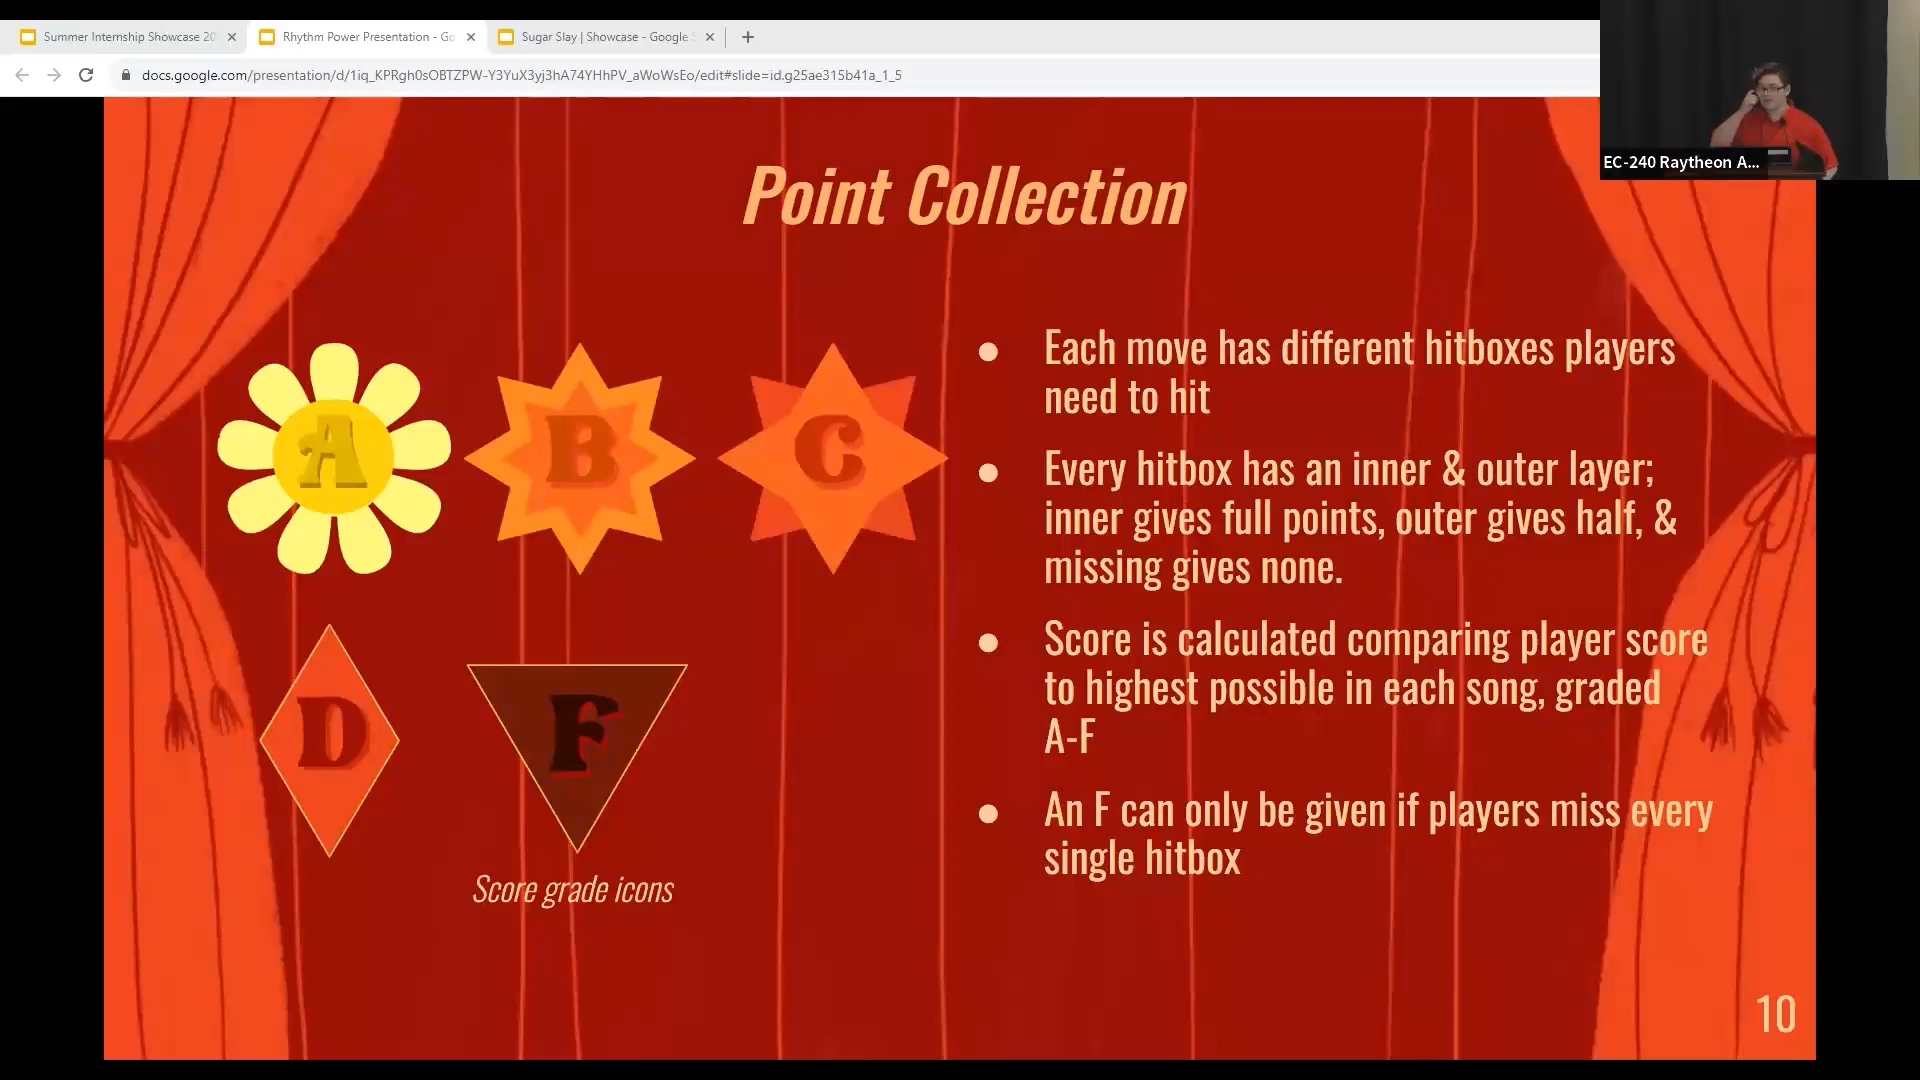 Summer Internship Showcase 20
Rhythm Power Presentation - Go
Sugar Slay | Showcase - Google S
docs.google.com/presentation/d/1iq_KPRgh0sOBTZPW-Y3YuX3yj3hA74YHhPV_aWoWsEo/edit#slide=id.g25ae315b41a_1_5
EC-240 Raytheon A...
Point Collection
A
B
C
D
F
Score grade icons
● Each move has different hitboxes players
need to hit
● Every hitbox has an inner & outer layer;
inner gives full points, outer gives half, &
missing gives none.
● Score is calculated comparing player score
to highest possible in each song, graded
A-F
● An F can only be given if players miss every
single hitbox
10